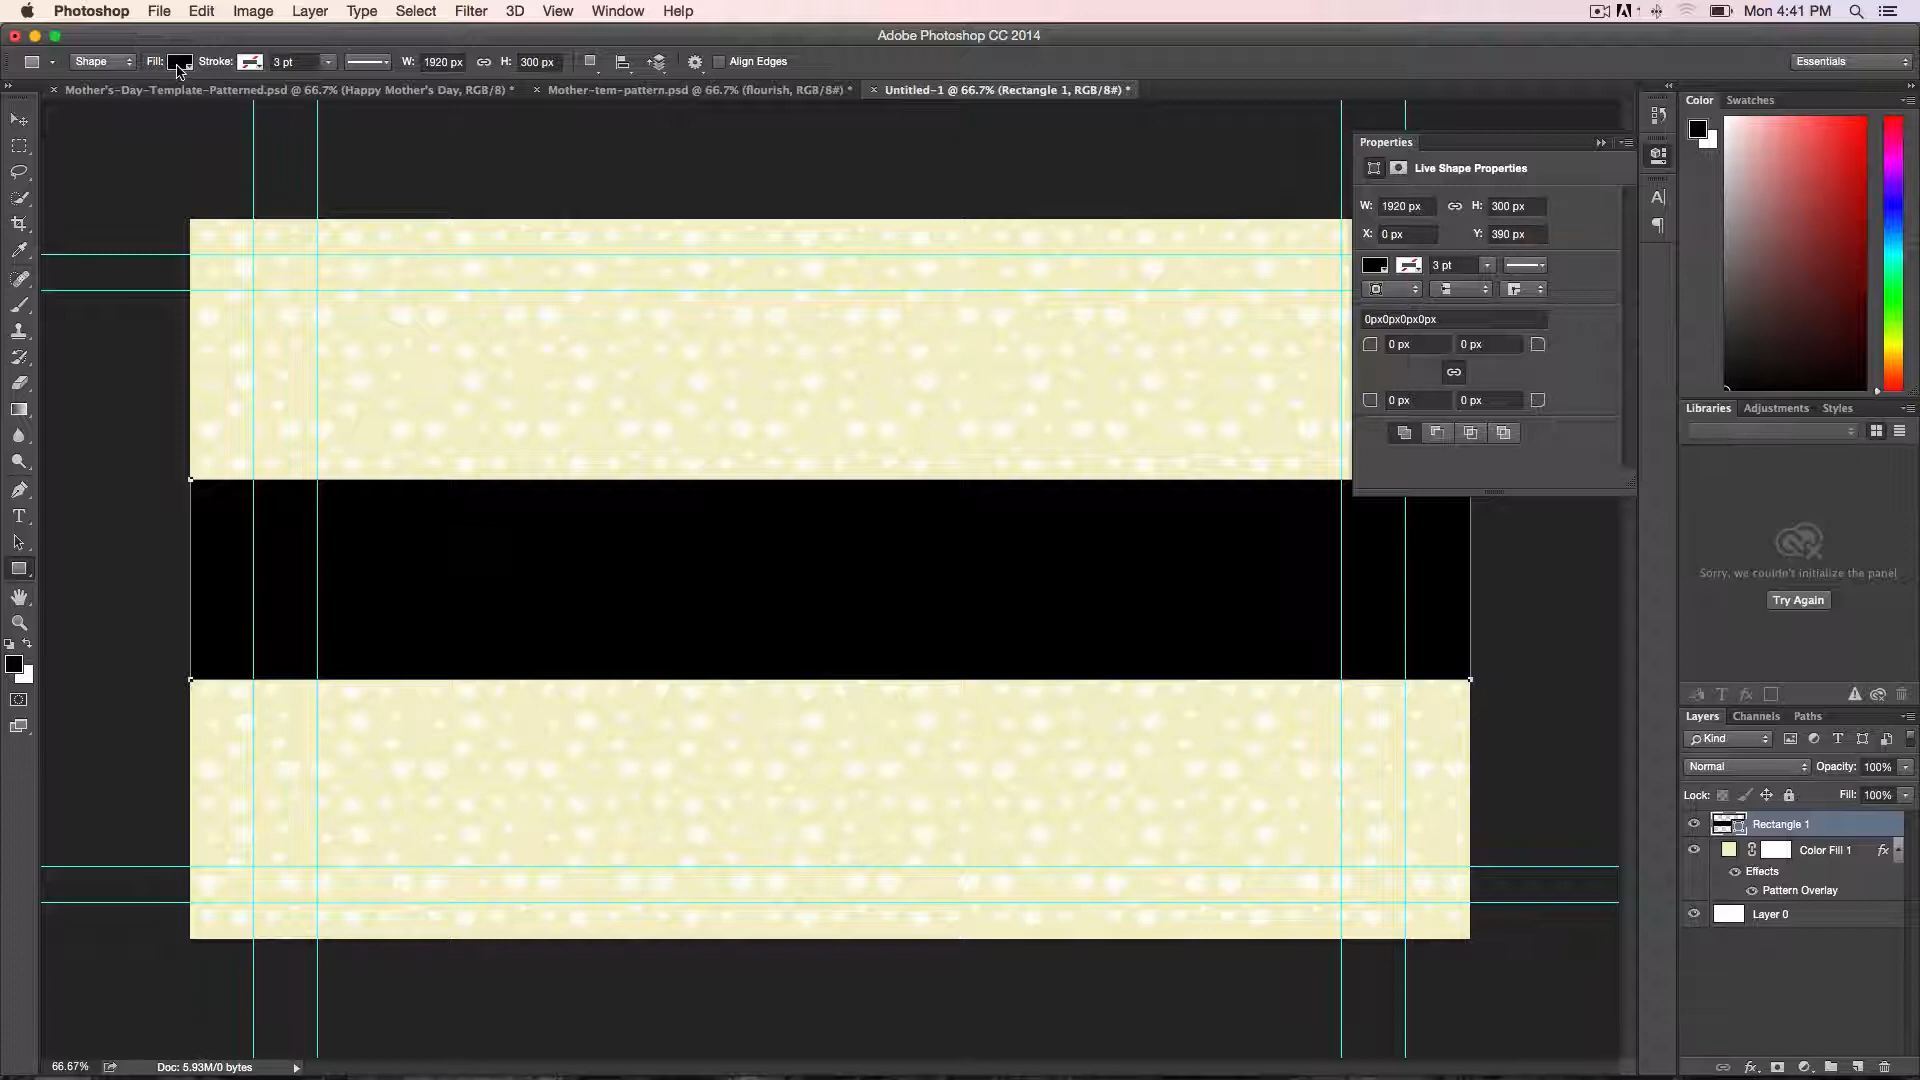 Photoshop File Edit Image Layer Type Select Filter 3D View Window Help 1 Mon 4:41 PM
Adobe Photoshop CC 2014
Shape Fill: Stroke: 3 pt W: 1920 px H: 300 px Align Edges Essentials
Mother's-Day-Template-Patterned.psd @ 66.7% (Happy Mother's Day, RGB/8) * Mother-tem-pattern.psd @ 66.7% (flourish, RGB/8#) * Untitled-1 @ 66.7% (Rectangle 1, RGB/8#) *
Color Swatches
Properties
Live Shape Properties
W: 1920 px H: 300 px
X: 0 px Y: 390 px
3 pt
0px0px0px0px
0 px 0 px
0 px 0 px
Libraries Adjustments Styles
Sorry, we couldn't initialize the panel
Try Again
Layers Channels Paths
Kind
Normal Opacity: 100%
Lock: Fill: 100%
Rectangle 1
Color Fill 1 fx
Effects
Pattern Overlay
Layer 0
66.67% Doc: 5.93M/0 bytes